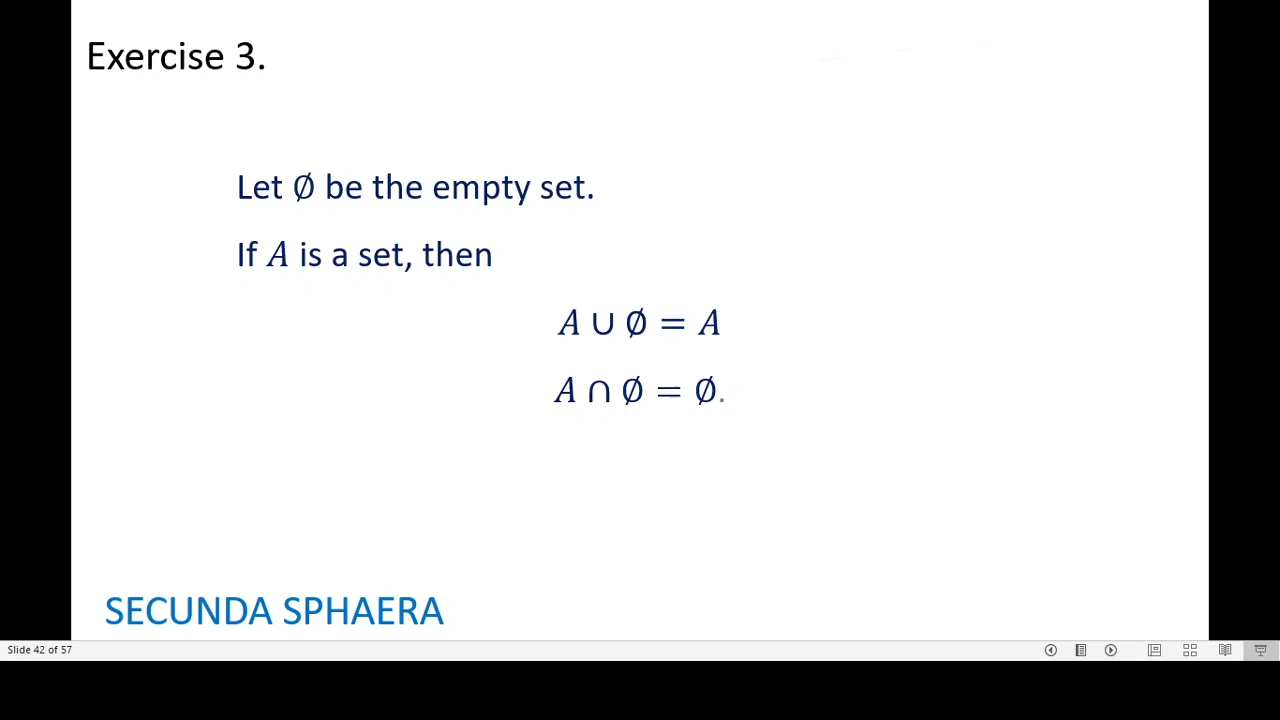 Exercise 3.
Let ∅ be the empty set.
If A is a set, then
A ∪ ∅ = A
A ∩ ∅ = ∅.
SECUNDA SPHAERA
Slide 42 of 57